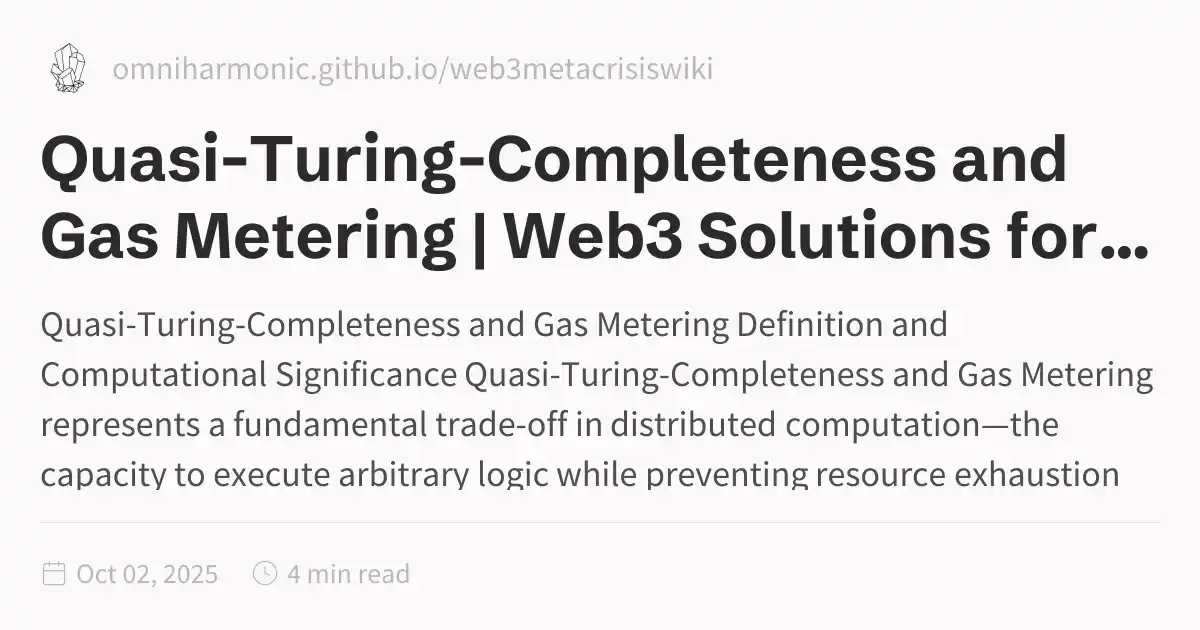 omniharmonic.github.io/web3metacrisiswiki
Quasi-Turing-Completeness and
Gas Metering | Web3 Solutions for...
Quasi-Turing-Completeness and Gas Metering Definition and
Computational Significance Quasi-Turing-Completeness and Gas Metering
represents a fundamental trade-off in distributed computation—the
capacity to execute arbitrary logic while preventing resource exhaustion
Oct 02, 2025
4 min read